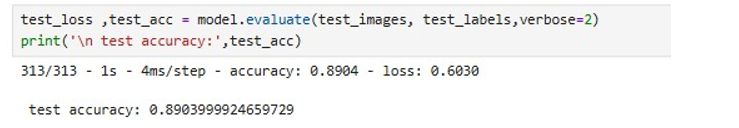 test_loss ,test_acc = model.evaluate(test_images, test_labels,verbose=2)
print('\n test accuracy:',test_acc)
313/313 - 1s - 4ms/step - accuracy: 0.8904 - loss: 0.6030
test accuracy: 0.8903999924659729